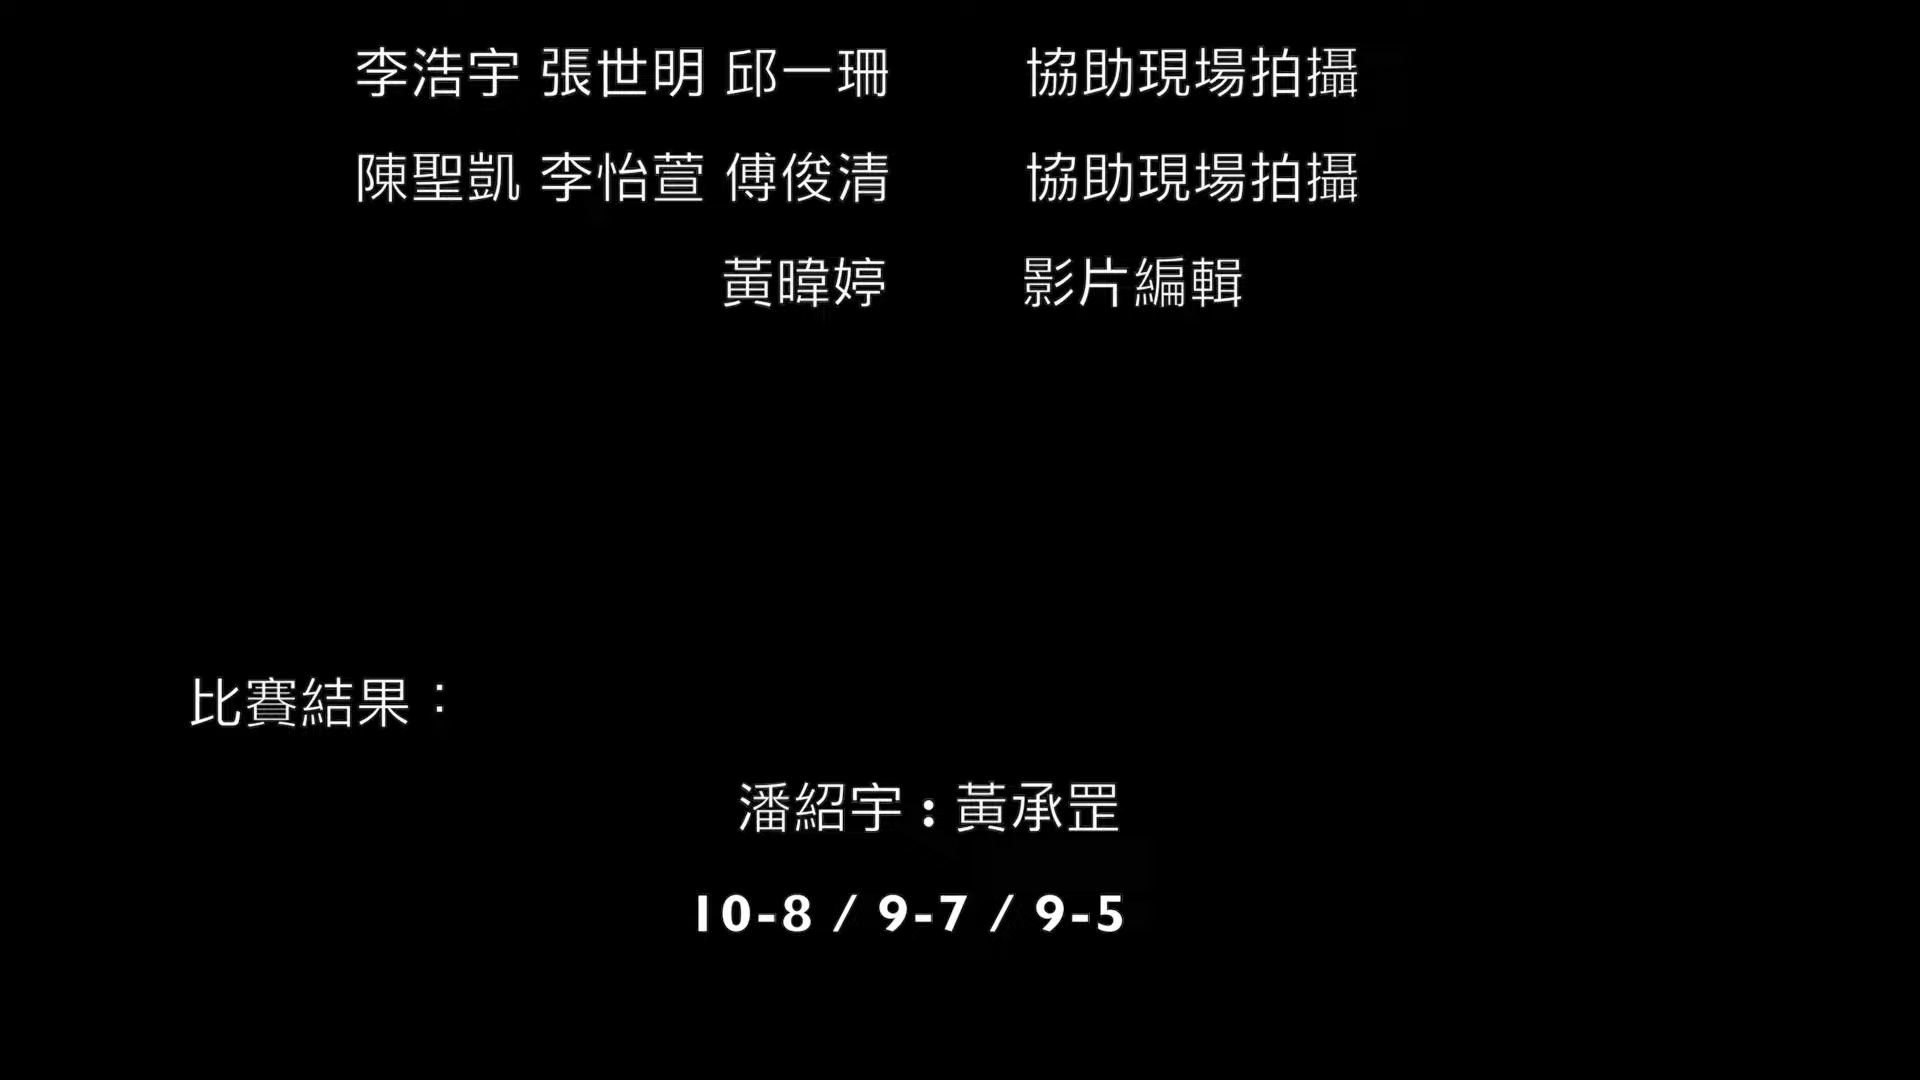 李浩宇 張世明 邱一珊 協助現場拍攝
陳聖凱 李怡萱 傅俊清 協助現場拍攝
黃暐婷 影片編輯
比賽結果：
潘紹宇：黃承罡
10-8 / 9-7 / 9-5